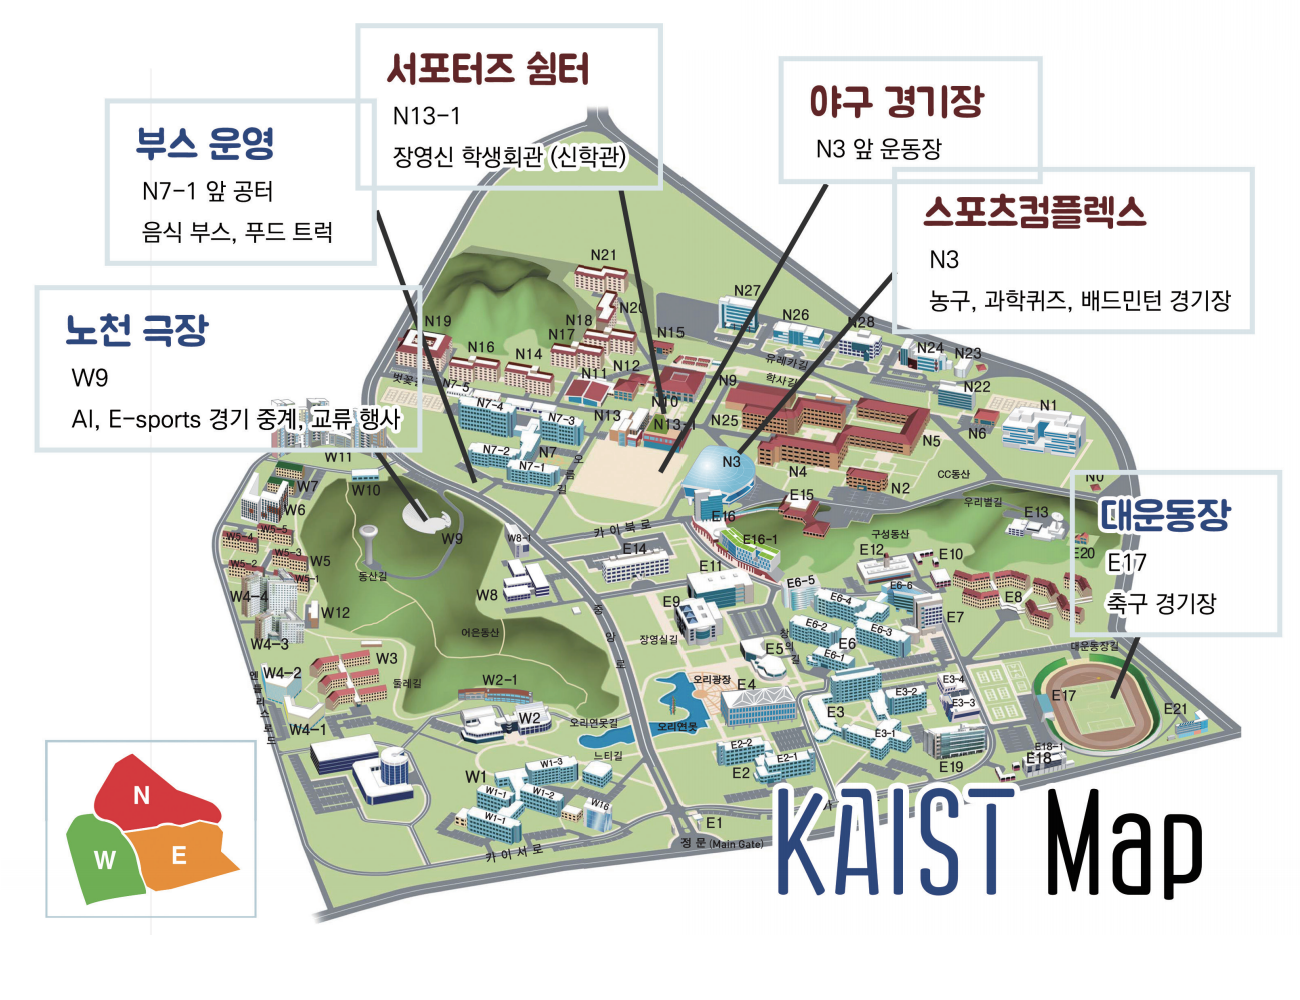 서포터즈 쉼터
N13-1
장영신 학생회관 (신학관)
야구 경기장
N3 앞 운동장
부스 운영
N7-1 앞 공터
음식 부스, 푸드 트럭
스포츠컴플렉스
N3
농구, 과학퀴즈, 배드민턴 경기장
노천 극장
W9
AI, E-sports 경기 중계, 교류 행사
대운동장
E17
축구 경기장
N21
N20
N27
N26
N28
N24
N23
N22
N19
N18
N17
N16
N15
N14
N12
N11
N10
N9
유레카길
학사길
N7-5
N7-4
N7-3
N7-2
N7-1
N7
N13
N13-1
N25
N5
N6
N1
N0
N4
N3
N2
CC동산
오름길
W11
W10
W7
W6
W9
W5-5
W5-4
W5-3
W5-2
W5-1
W5
W4-4
W12
W4-3
W4-2
W4-1
W3
동산길
어은동산
둘레길
엔들리스로드
W8-1
W8
카이북로
중앙로
E16
E15
E16-1
우리별길
구성동산
E13
E20
E14
E11
E12
E10
E9
E6-5
E6-4
E6-6
E6-2
E6-3
E6-1
E6
E7
E8
장영실길
창의길
E5
대운동장길
W2-1
W2
오리연못길
오리광장
오리연못
느티길
E4
E3-4
E3-3
E3-2
E3-1
E3
E17
E21
E18-1
E18
E19
E2-2
E2-1
E2
W1
W1-3
W1-2
W1-1
W1-1
W16
카이서로
E1
정문 (Main Gate)
N
W
E
KAIST Map